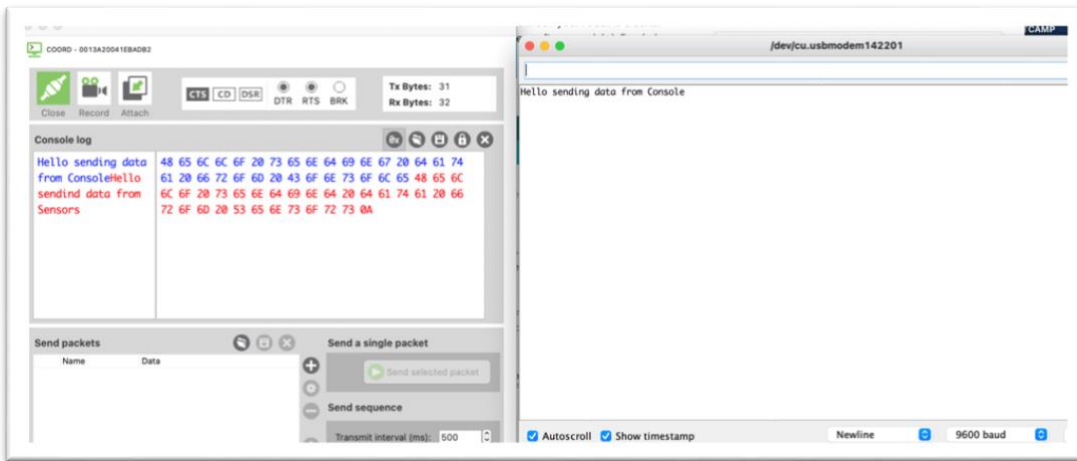 COORD - 0013A20041EBADB2
CAMP
/dev/cu.usbmodem142201
Close
Record
Attach
CTS
CD
DSR
DTR
RTS
BRK
Tx Bytes: 31
Rx Bytes: 32
Console log
Hello sending data
from ConsoleHello
sendind data from
Sensors
48 65 6C 6C 6F 20 73 65 6E 64 69 6E 67 20 64 61 74
61 20 66 72 6F 6D 20 43 6F 6E 73 6F 6C 65 48 65 6C
6C 6F 20 73 65 6E 64 69 6E 64 20 64 61 74 61 20 66
72 6F 6D 20 53 65 6E 73 6F 72 73 0A
Send packets
Name
Data
Send a single packet
Send selected packet
Send sequence
Transmit interval (ms): 500
Hello sending data from Console
Autoscroll
Show timestamp
Newline
9600 baud